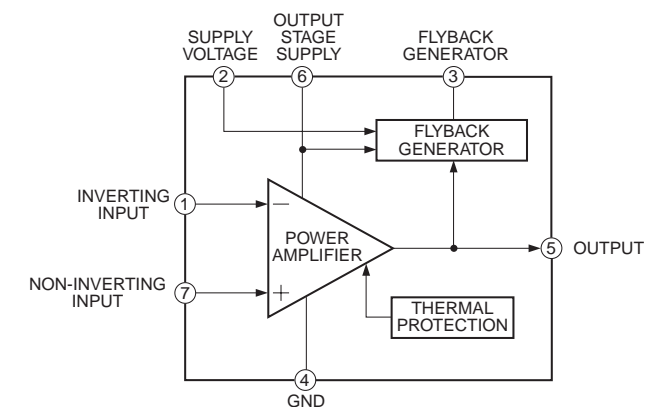 OUTPUT
STAGE
SUPPLY
SUPPLY
VOLTAGE
FLYBACK
GENERATOR
2
6
3
FLYBACK
GENERATOR
INVERTING
INPUT
1
−
POWER
AMPLIFIER
5
OUTPUT
NON-INVERTING
INPUT
7
+
THERMAL
PROTECTION
4
GND